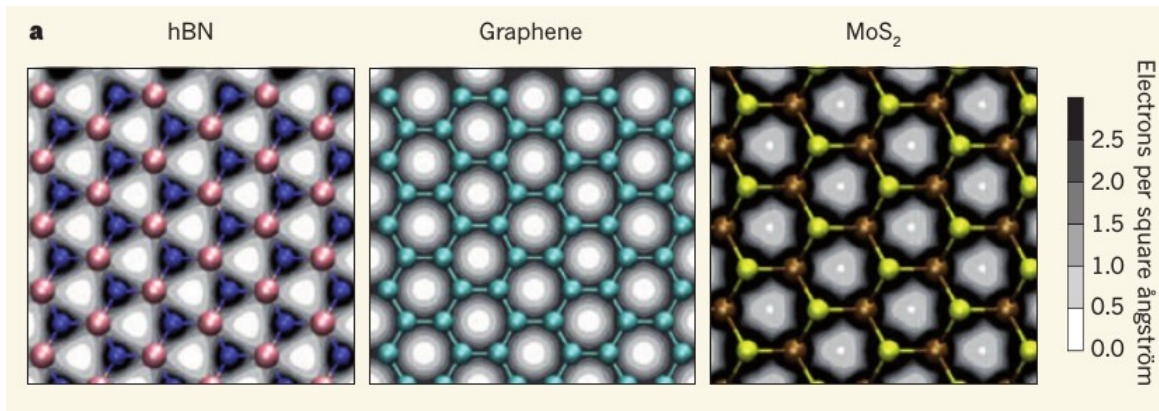 a
hBN
Graphene
MoS₂
2.5
2.0
1.5
1.0
0.5
0.0
Electrons per square ångström